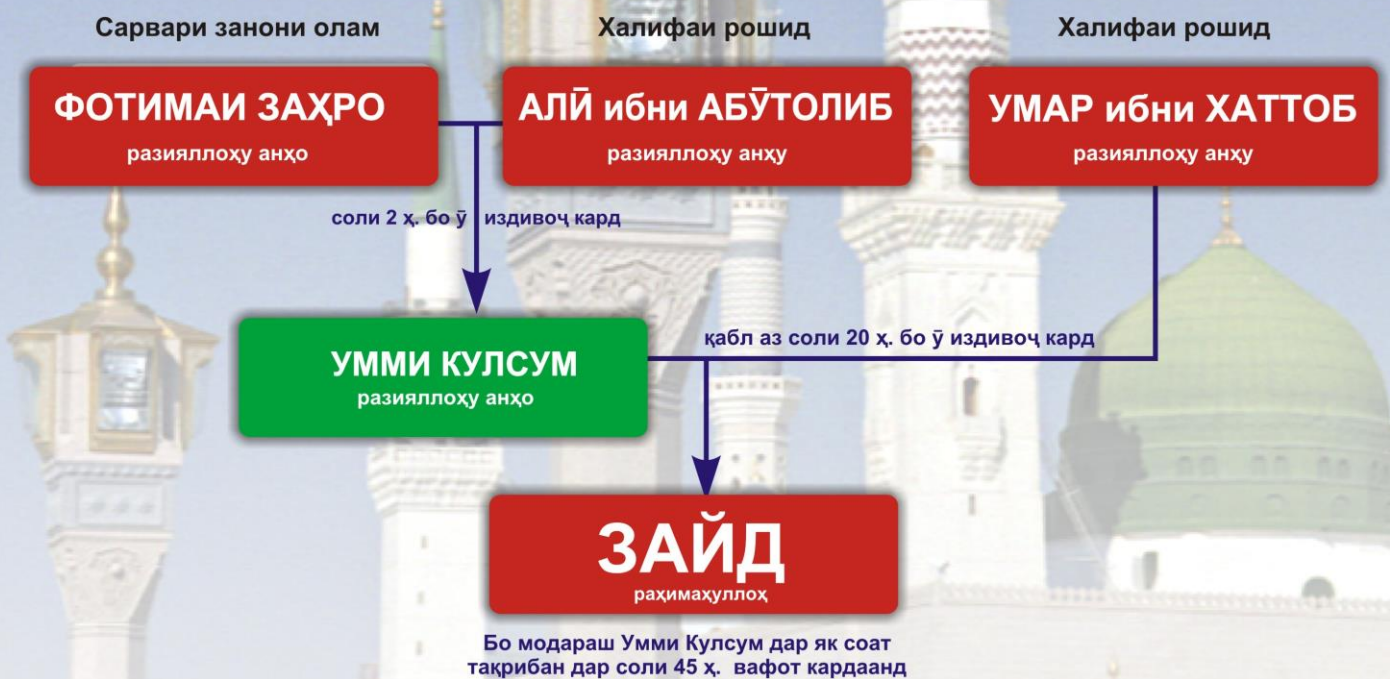 Сарвари занони олам
Халифаи рошид
Халифаи рошид
ФОТИМАИ ЗАҲРО
разияллоҳу анҳо
АЛӢ ибни АБӮТОЛИБ
разияллоҳу анҳу
УМАР ибни ХАТТОБ
разияллоҳу анҳу
соли 2 ҳ. бо ӯ издивоҷ кард
УММИ КУЛСУМ
разияллоҳу анҳо
қабл аз соли 20 ҳ. бо ӯ издивоҷ кард
ЗАЙД
раҳимаҳуллоҳ
Бо модараш Умми Кулсум дар як соат
тақрибан дар соли 45 ҳ. вафот кардаанд